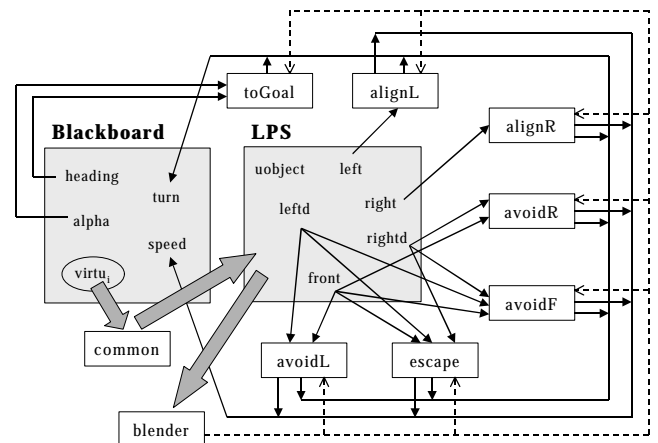 toGoal
alignL
Blackboard
LPS
alignR
heading
uobject
left
turn
right
leftd
avoidR
alpha
speed
rightd
virtui
front
avoidF
common
avoidL
escape
blender